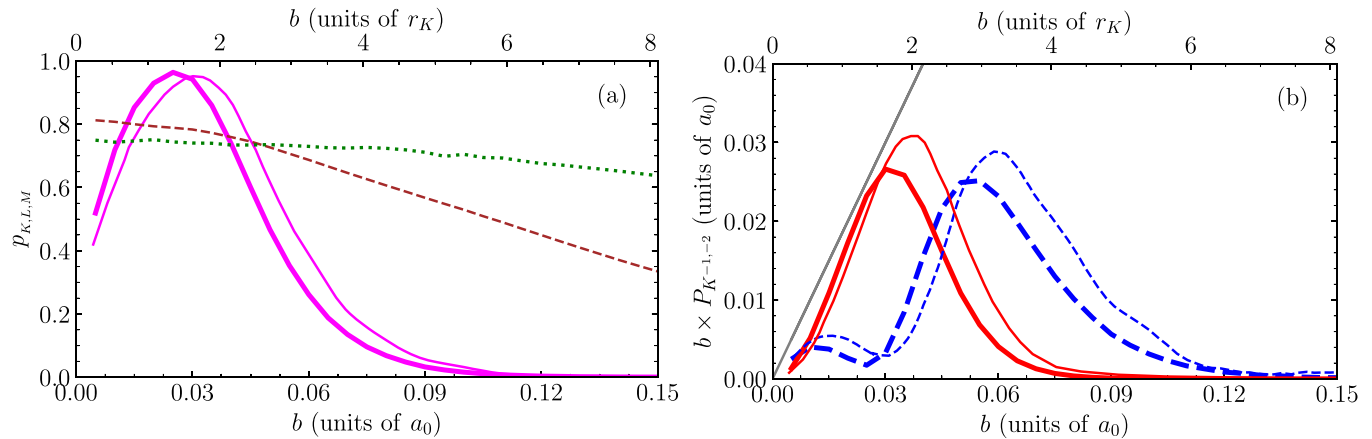 b (units of r_K)
0 2 4 6 8
1.0
0.8
0.6
0.4
0.2
0.0
p_{K,L,M}
(a)
0.00 0.03 0.06 0.09 0.12 0.15
b (units of a_0)
b (units of r_K)
0 2 4 6 8
0.04
0.03
0.02
0.01
0.00
b × P_{K^{-1,-2}} (units of a_0)
(b)
0.00 0.03 0.06 0.09 0.12 0.15
b (units of a_0)